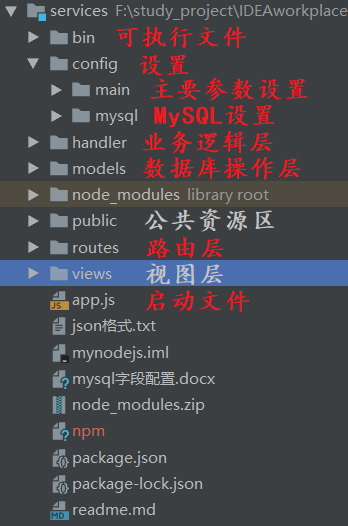 services F:\study_project\IDEAworkplace
bin 可执行文件
config 设置
main 主要参数设置
mysql MySQL设置
handler 业务逻辑层
models 数据库操作层
node_modules library root
public 公共资源区
routes 路由层
views 视图层
app.js 启动文件
json格式.txt
mynodejs.iml
mysql字段配置.docx
node_modules.zip
npm
package.json
package-lock.json
readme.md